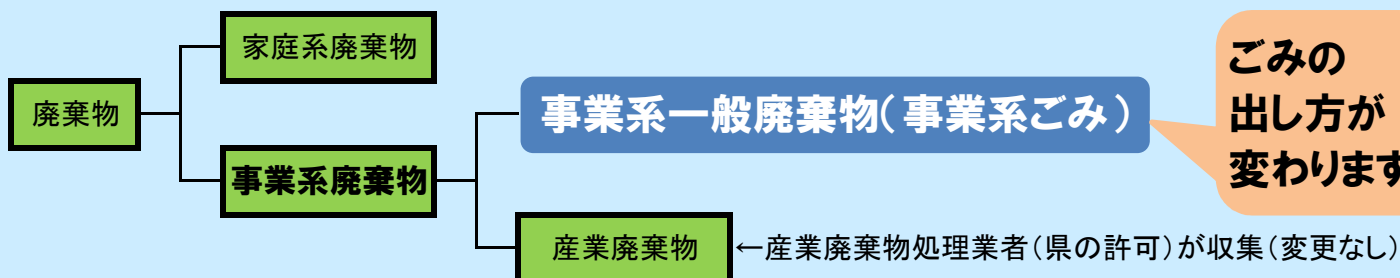 家庭系廃棄物
廃棄物
事業系一般廃棄物(事業系ごみ)
ごみの
出し方が
変わります
事業系廃棄物
産業廃棄物
←産業廃棄物処理業者(県の許可)が収集(変更なし)